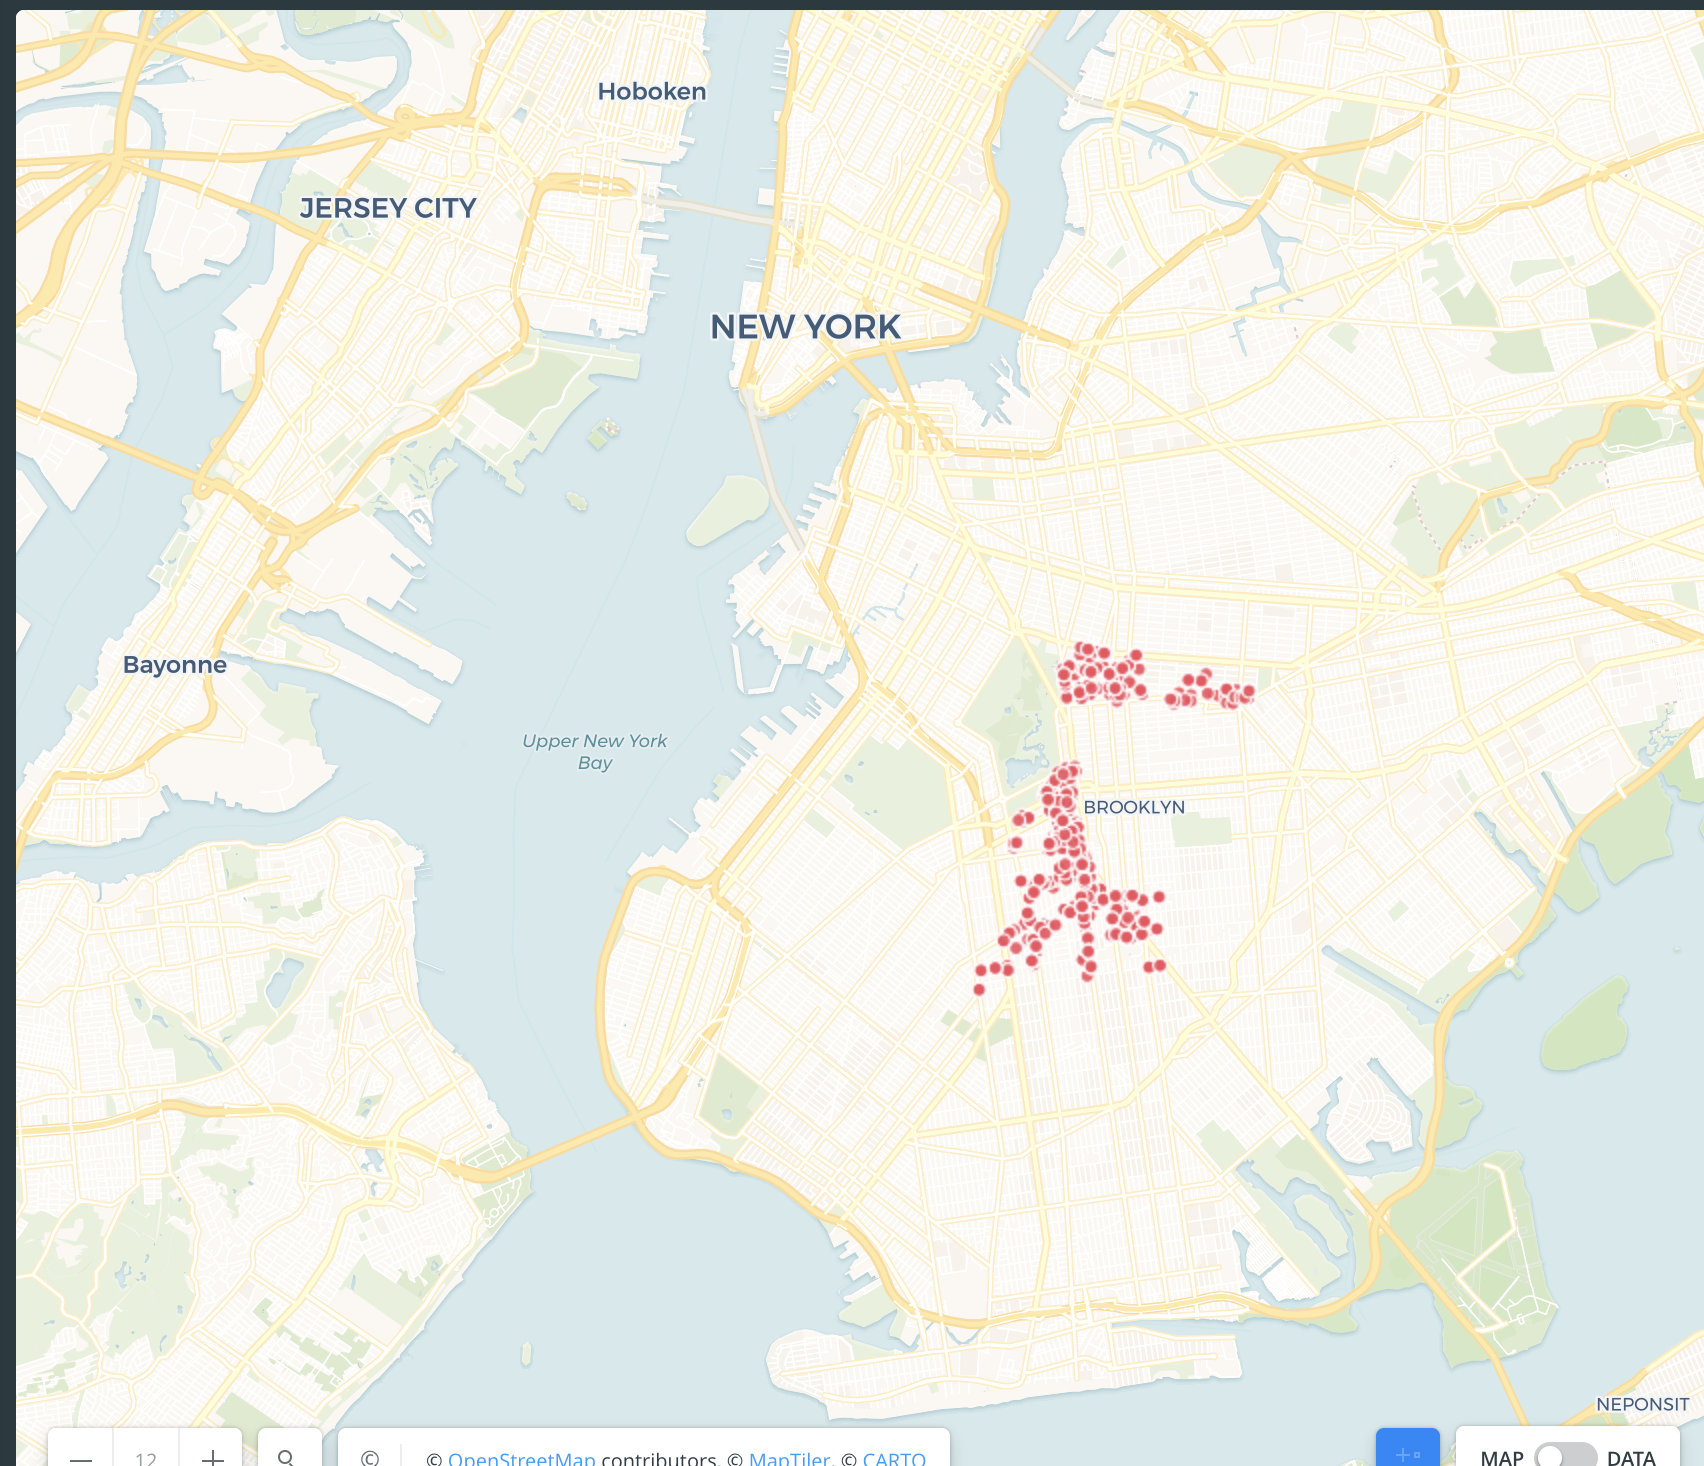 Hoboken
JERSEY CITY
NEW YORK
Bayonne
Upper New York
Bay
BROOKLYN
NEPONSIT
12
©
© OpenStreetMap contributors, © MapTiler, © CARTO
MAP
DATA